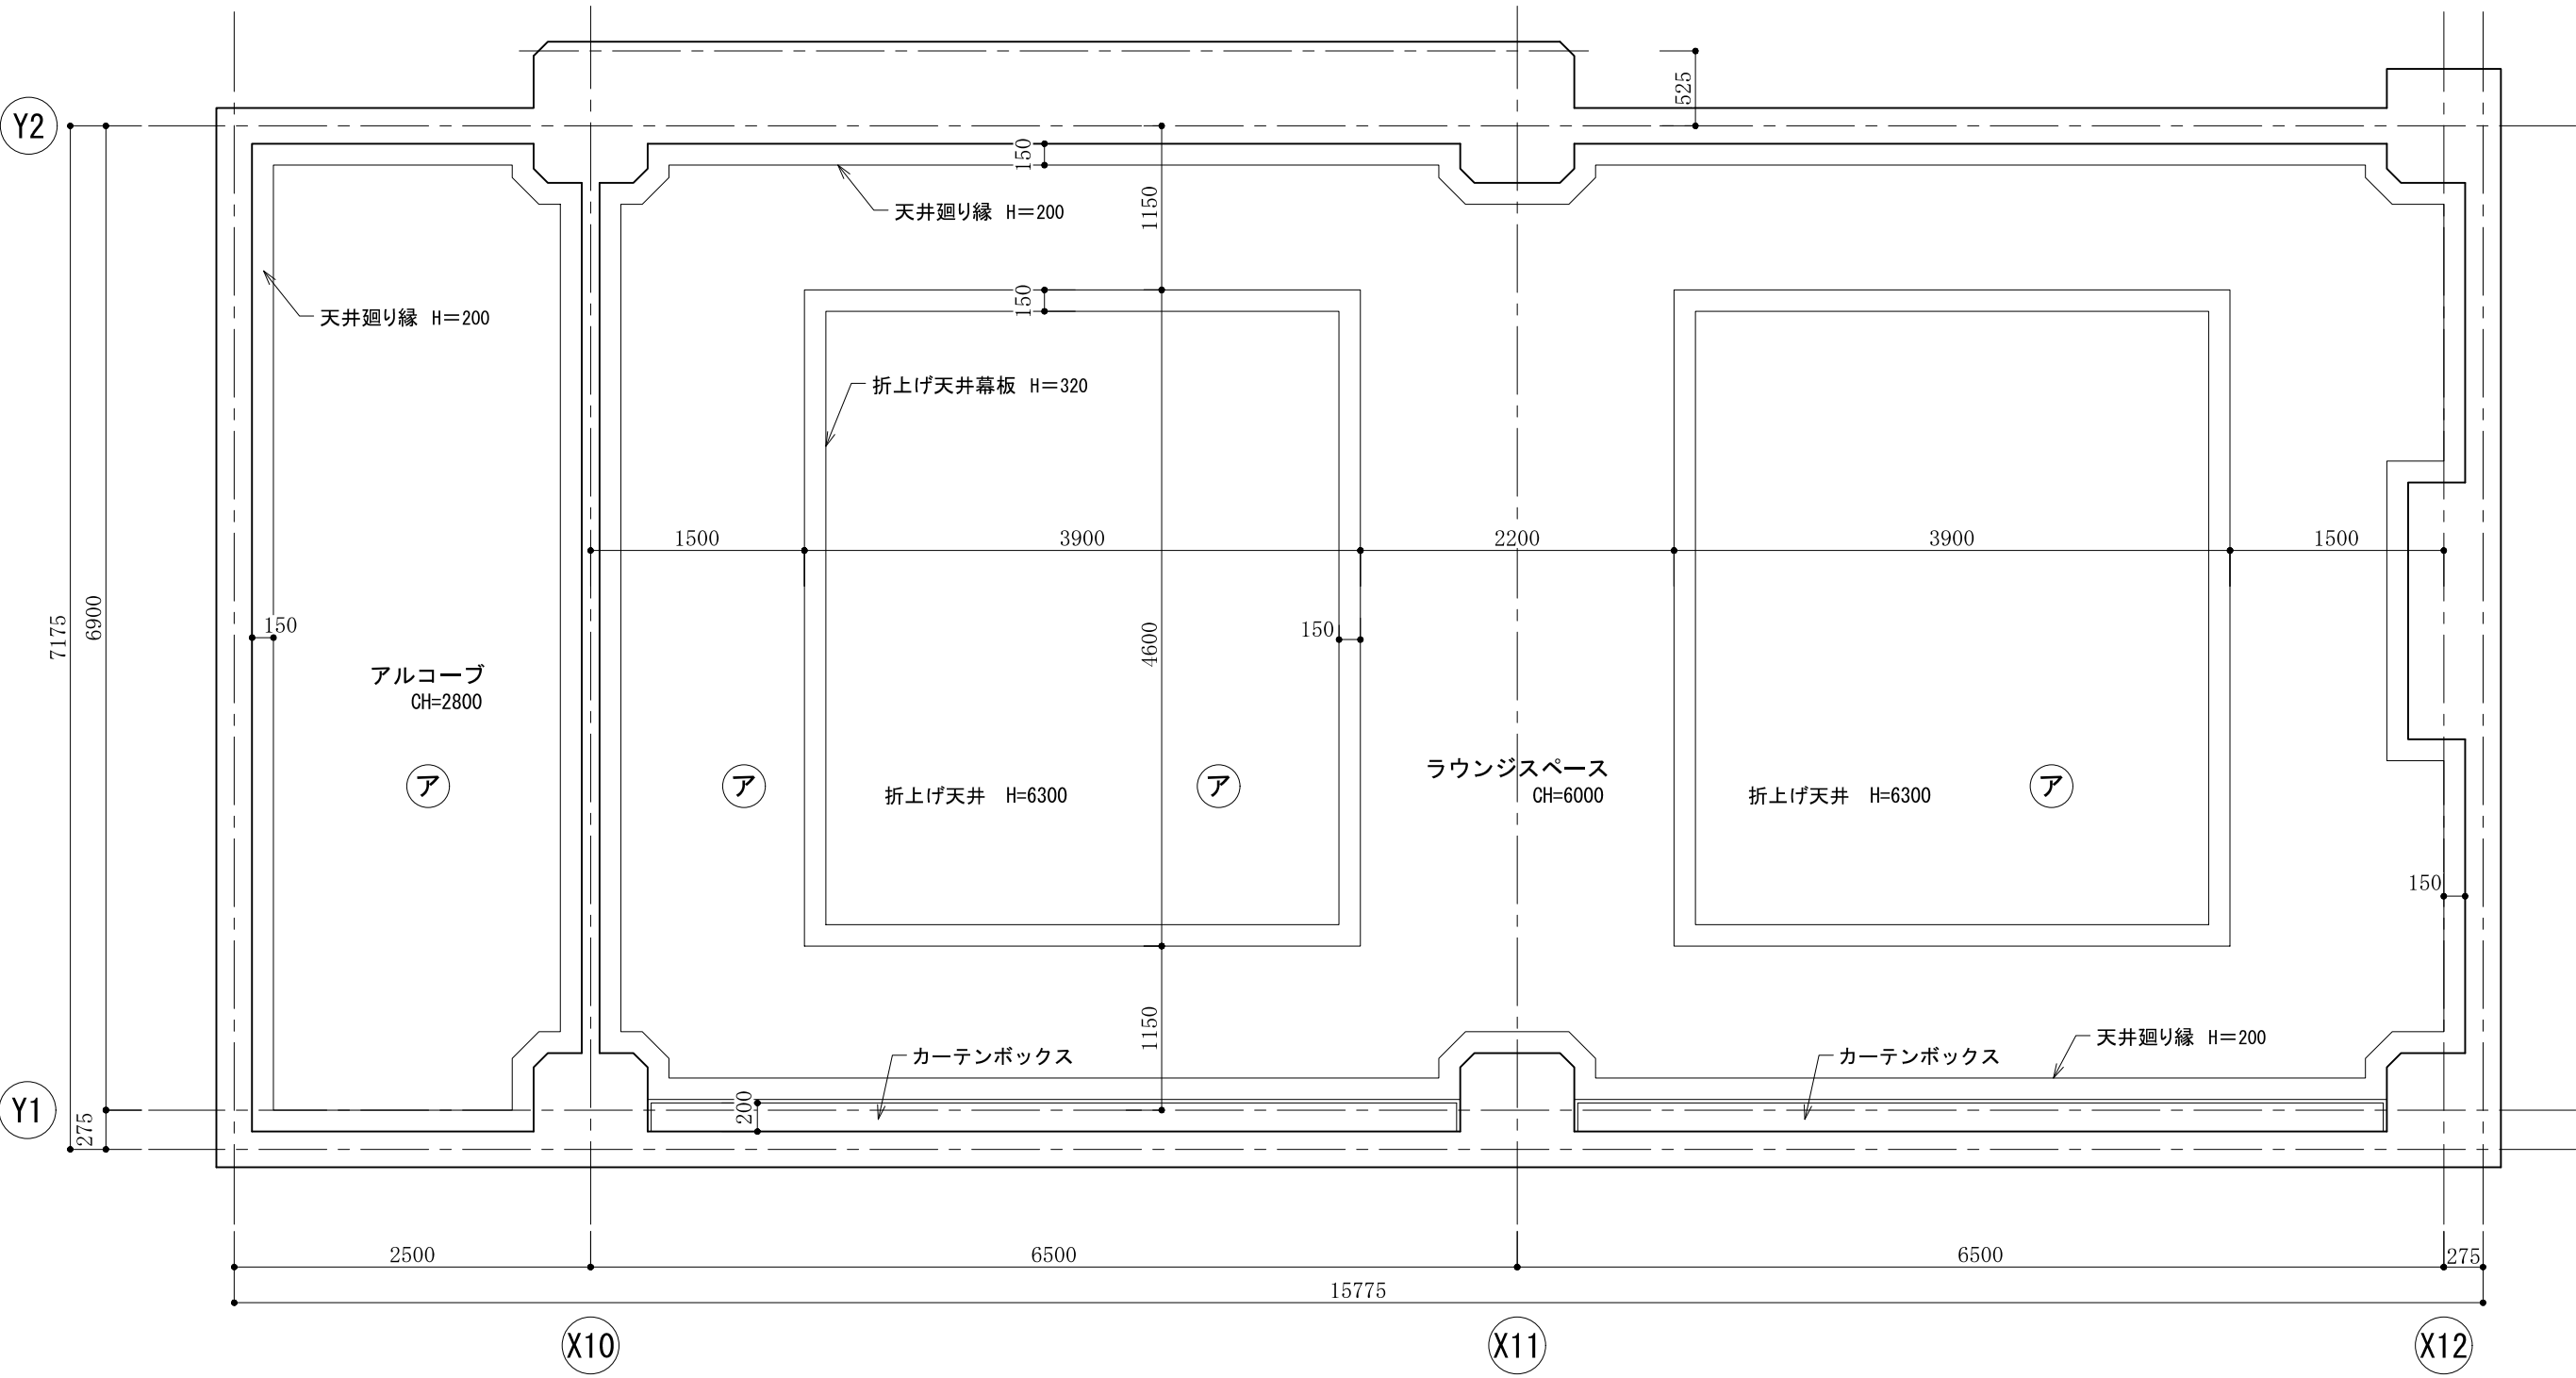 525
Y2
150
1150
天井廻り縁 H=200
150
天井廻り縁 H=200
折上げ天井幕板 H=320
1500
3900
2200
3900
1500
7175
6900
4600
150
150
アルコーブ
CH=2800
ラウンジスペース
CH=6000
ア
ア
ア
ア
折上げ天井 H=6300
折上げ天井 H=6300
150
1150
カーテンボックス
カーテンボックス
天井廻り縁 H=200
200
Y1
275
2500
6500
6500
275
15775
X10
X11
X12